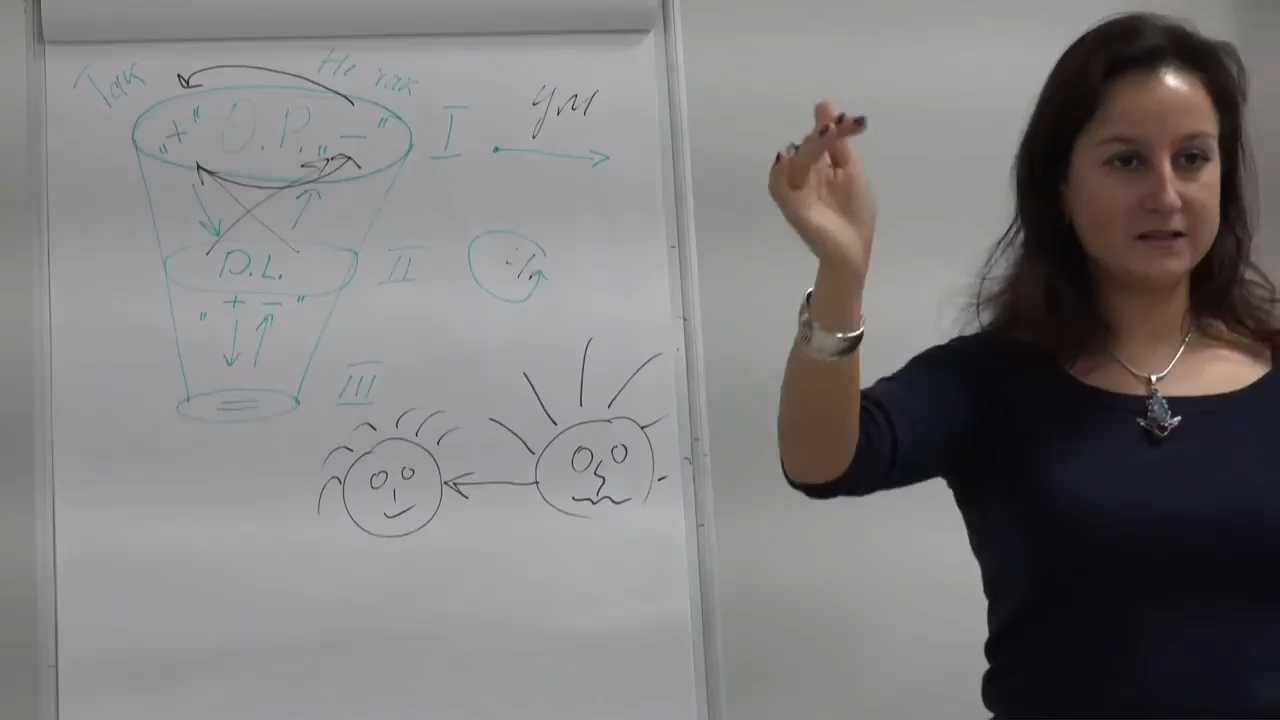 Так Не так
"+" О.Р. "—" I ум
D.L. II
"+ —"
III